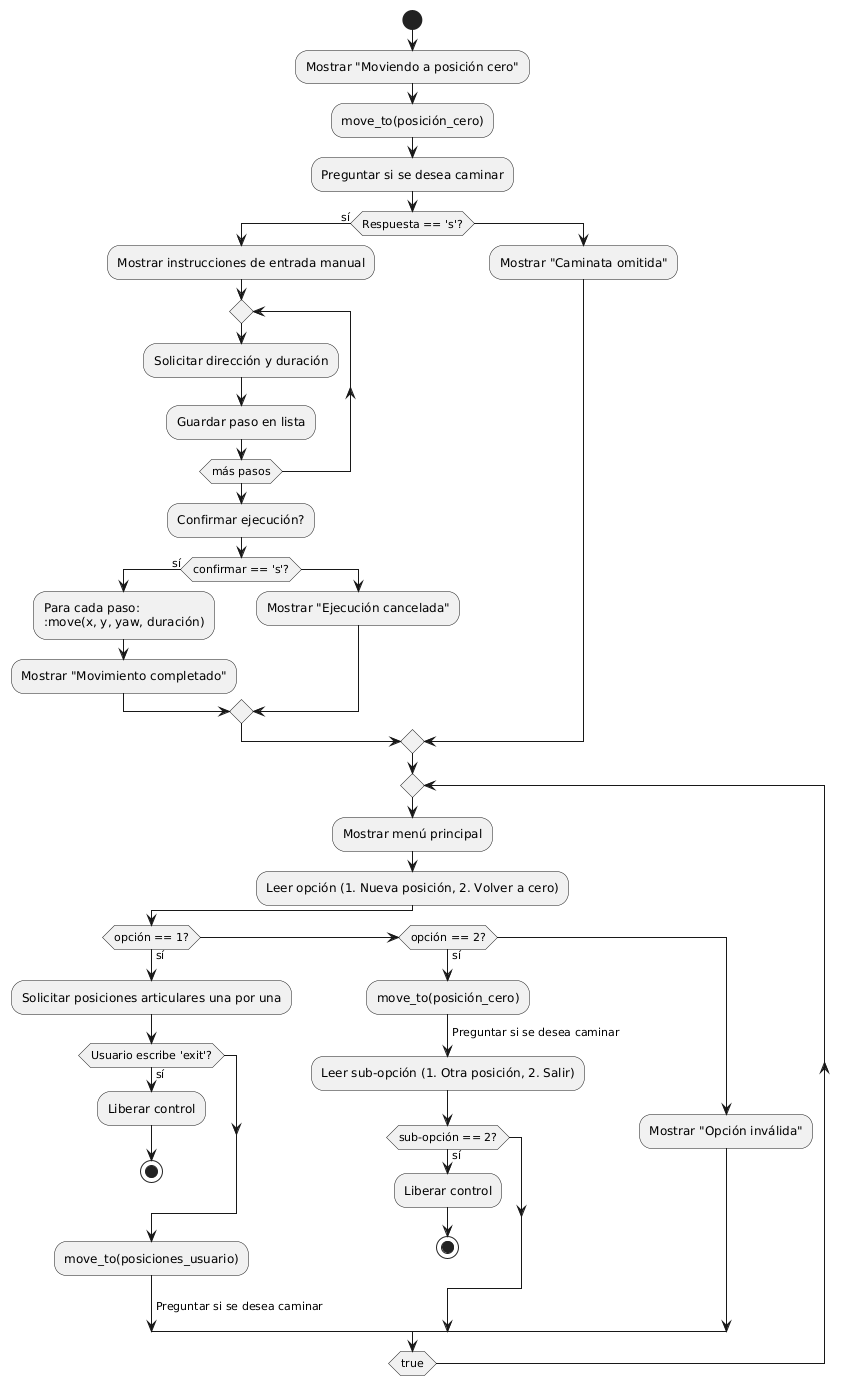 Mostrar "Moviendo a posición cero"
move_to(posición_cero)
Preguntar si se desea caminar
Respuesta == 's'?
sí
Mostrar instrucciones de entrada manual
Solicitar dirección y duración
Guardar paso en lista
más pasos
Confirmar ejecución?
confirmar == 's'?
sí
Para cada paso:
:move(x, y, yaw, duración)
Mostrar "Movimiento completado"
Mostrar "Ejecución cancelada"
Mostrar "Caminata omitida"
Mostrar menú principal
Leer opción (1. Nueva posición, 2. Volver a cero)
opción == 1?
sí
Solicitar posiciones articulares una por una
Usuario escribe 'exit'?
sí
Liberar control
move_to(posiciones_usuario)
Preguntar si se desea caminar
opción == 2?
sí
move_to(posición_cero)
Preguntar si se desea caminar
Leer sub-opción (1. Otra posición, 2. Salir)
sub-opción == 2?
sí
Liberar control
Mostrar "Opción inválida"
true